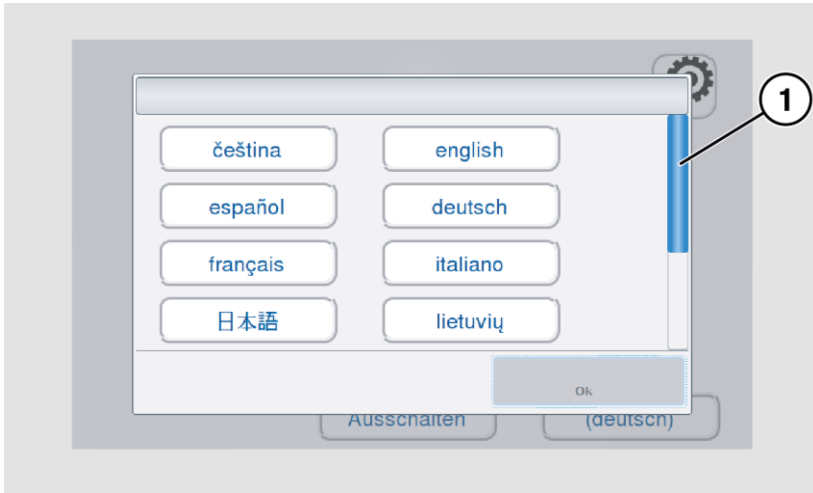 1
čeština english
español deutsch
français italiano
日本語 lietuvių
Ok
Ausschalten (deutsch)